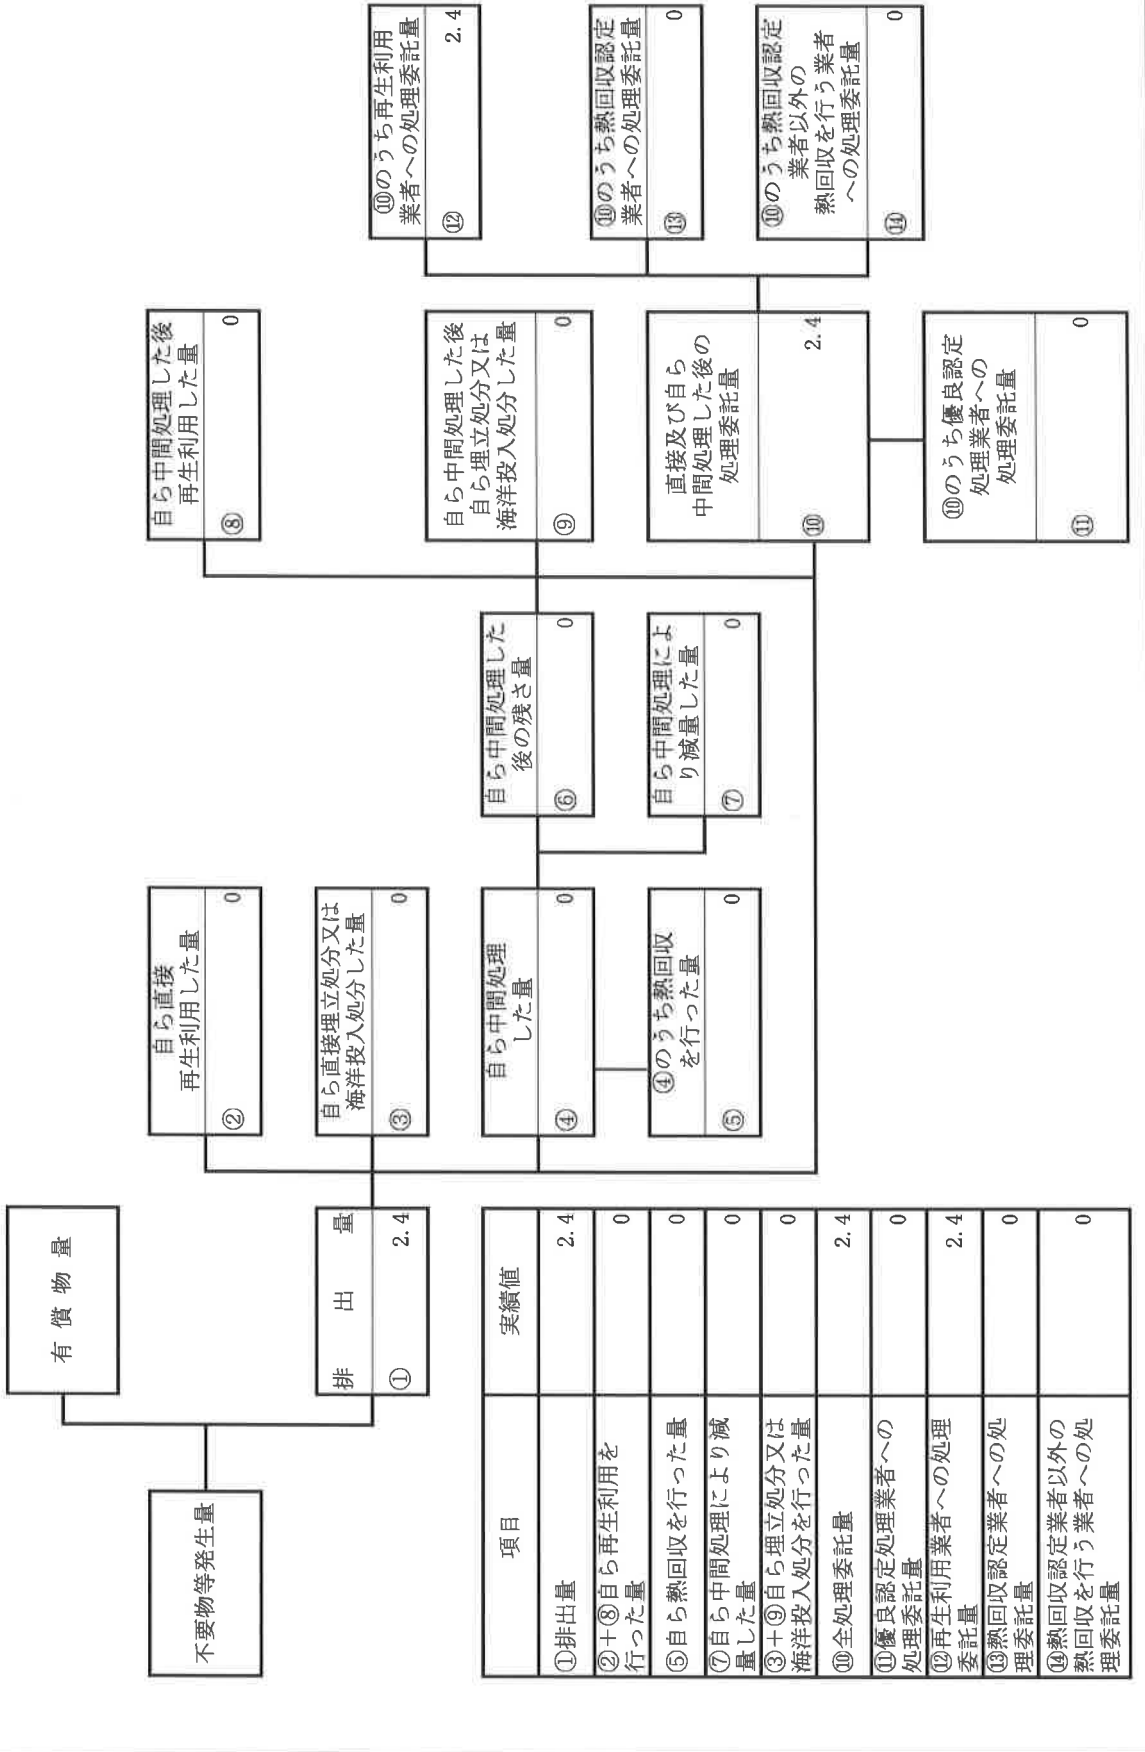 有償物量
不要物等発生量
排出量
① 2.4
自ら直接
再生利用した量
② 0
自ら直接埋立処分又は
海洋投入処分した量
③ 0
自ら中間処理
した量
④ 0
④のうち熱回収
を行った量
⑤ 0
自ら中間処理した
後の残さ量
⑥ 0
自ら中間処理によ
り減量した量
⑦ 0
自ら中間処理した後
再生利用した量
⑧ 0
自ら中間処理した後
自ら埋立処分又は
海洋投入処分した量
⑨ 0
直接及び自ら
中間処理した後の
処理委託量
⑩ 2.4
⑩のうち優良認定
処理業者への
処理委託量
⑪ 0
⑩のうち再生利用
業者への処理委託量
⑫ 2.4
⑩のうち熱回収認定
業者への処理委託量
⑬ 0
⑩のうち熱回収認定
業者以外の
熱回収を行う業者
への処理委託量
⑭ 0
項目 実績値
①排出量 2.4
②+⑧自ら再生利用を
行った量 0
⑤自ら熱回収を行った量 0
⑦自ら中間処理により減
量した量 0
③+⑨自ら埋立処分又は
海洋投入処分を行った量 0
⑩全処理委託量 2.4
⑪優良認定処理業者への
処理委託量 0
⑫再生利用業者への処理
委託量 2.4
⑬熱回収認定業者への処
理委託量 0
⑭熱回収認定業者以外の
熱回収を行う業者への処
理委託量 0